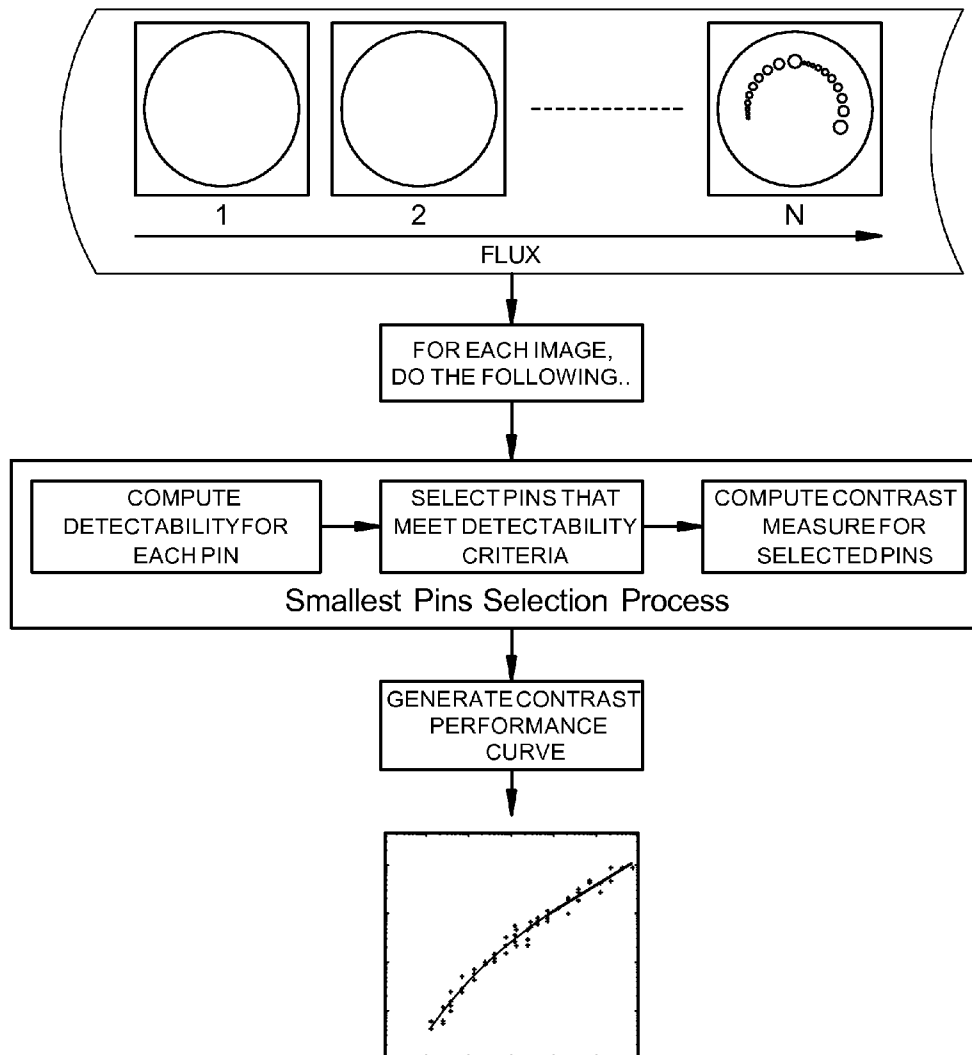 1
2
N
FLUX
FOR EACH IMAGE,
DO THE FOLLOWING..
COMPUTE
DETECTABILITY FOR
EACH PIN
SELECT PINS THAT
MEET DETECTABILITY
CRITERIA
COMPUTE CONTRAST
MEASURE FOR
SELECTED PINS
Smallest Pins Selection Process
GENERATE CONTRAST
PERFORMANCE
CURVE